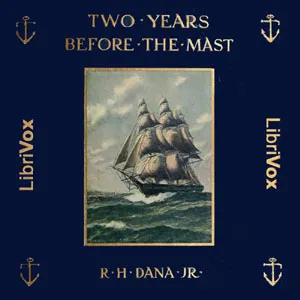 TWO · YEARS
BEFORE · THE · MAST
LibriVox
LibriVox
R · H · DANA · JR ·